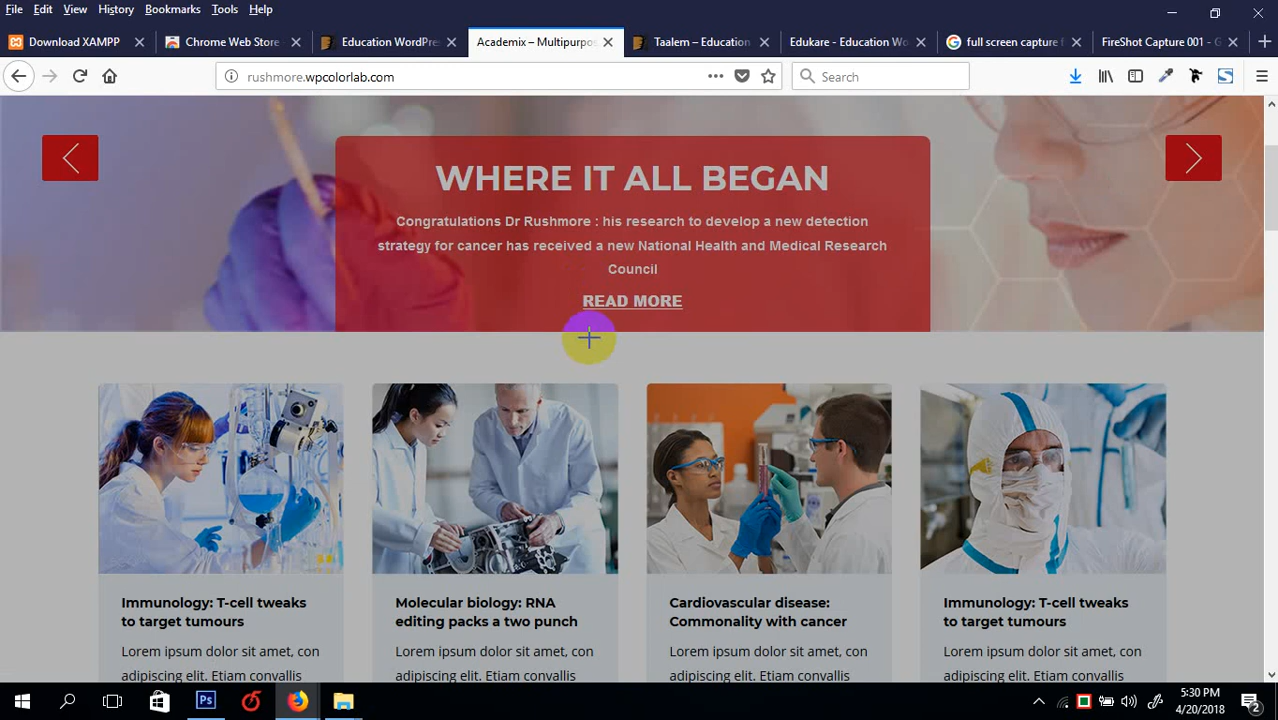 File Edit View History Bookmarks Tools Help
Download XAMPP
Chrome Web Store
Education WordPre
Academix – Multipurpos
Taalem – Education
Edukare - Education Wo
full screen capture f
FireShot Capture 001 - G
rushmore.wpcolorlab.com
Search
WHERE IT ALL BEGAN
Congratulations Dr Rushmore : his research to develop a new detection
strategy for cancer has received a new National Health and Medical Research
Council
READ MORE
Immunology: T-cell tweaks
to target tumours
Lorem ipsum dolor sit amet, con
adipiscing elit. Etiam convallis
Molecular biology: RNA
editing packs a two punch
Lorem ipsum dolor sit amet, con
adipiscing elit. Etiam convallis
Cardiovascular disease:
Commonality with cancer
Lorem ipsum dolor sit amet, con
adipiscing elit. Etiam convallis
Immunology: T-cell tweaks
to target tumours
Lorem ipsum dolor sit amet, con
adipiscing elit. Etiam convallis
Ps
5:30 PM
4/20/2018
2